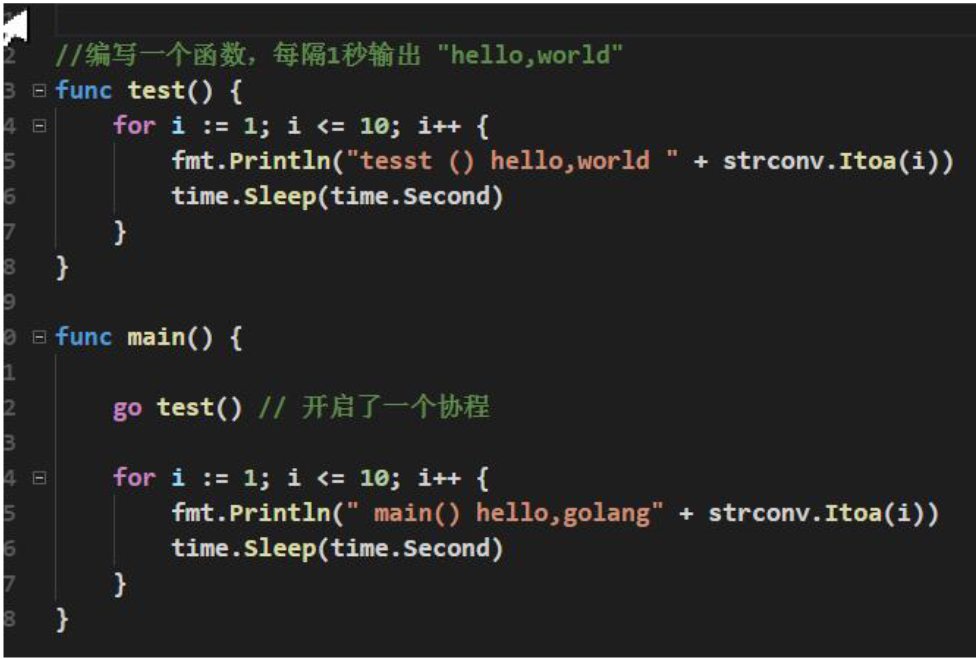 2 //编写一个函数，每隔1秒输出 "hello,world"
3 func test() {
4 for i := 1; i <= 10; i++ {
5 fmt.Println("tesst () hello,world " + strconv.Itoa(i))
6 time.Sleep(time.Second)
7 }
8 }
9
0 func main() {
1
2 go test() // 开启了一个协程
3
4 for i := 1; i <= 10; i++ {
5 fmt.Println(" main() hello,golang" + strconv.Itoa(i))
6 time.Sleep(time.Second)
7 }
8 }